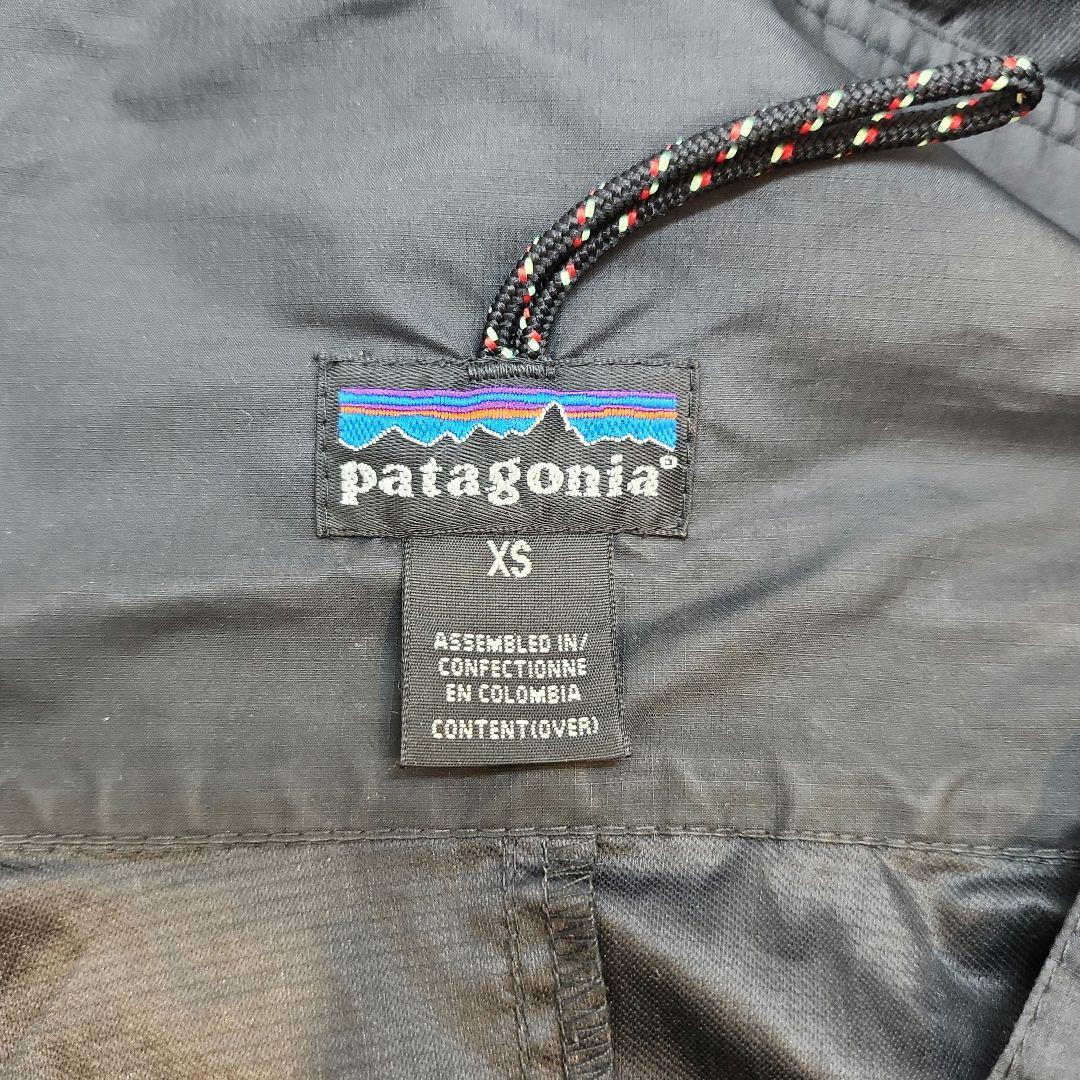 patagonia®
XS
ASSEMBLED IN/
CONFECTIONNE
EN COLOMBIA
CONTENT(OVER)